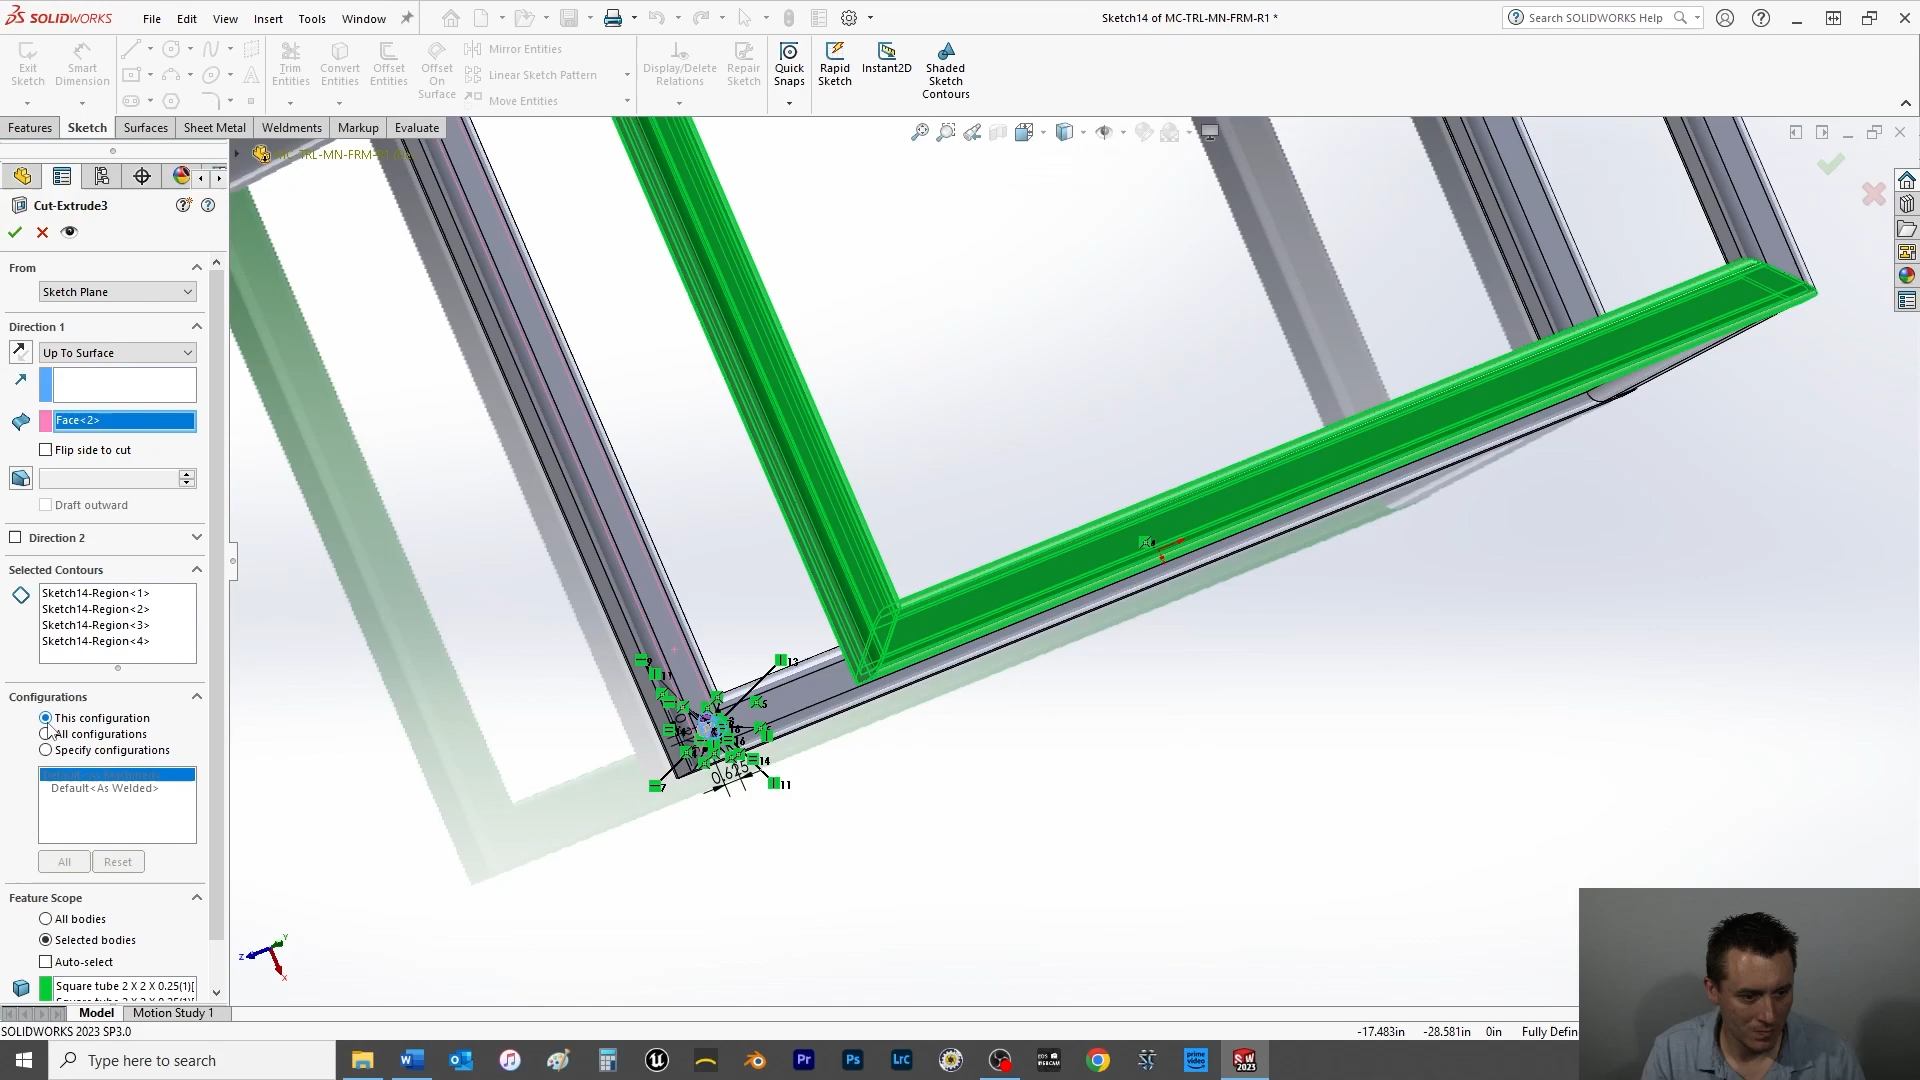 SOLIDWORKS
File Edit View Insert Tools Window
Sketch14 of MC-TRL-MN-FRM-R1 *
Search SOLIDWORKS Help
Exit Sketch
Smart Dimension
Trim Entities
Convert Entities
Offset Entities
Offset On Surface
Mirror Entities
Linear Sketch Pattern
Move Entities
Display/Delete Relations
Repair Sketch
Quick Snaps
Rapid Sketch
Instant2D
Shaded Sketch Contours
Features Sketch Surfaces Sheet Metal Weldments Markup Evaluate
Cut-Extrude3
From
Sketch Plane
Direction 1
Up To Surface
Face<2>
Flip side to cut
Draft outward
Direction 2
Selected Contours
Sketch14-Region<1>
Sketch14-Region<2>
Sketch14-Region<3>
Sketch14-Region<4>
Configurations
This configuration
All configurations
Specify configurations
Default<As Machined>
Default<As Welded>
All Reset
Feature Scope
All bodies
Selected bodies
Auto-select
Square tube 2 X 2 X 0.25(1)[
0.625
Model Motion Study 1
SOLIDWORKS 2023 SP3.0
-17.483in -28.581in 0in Fully Defin
Type here to search